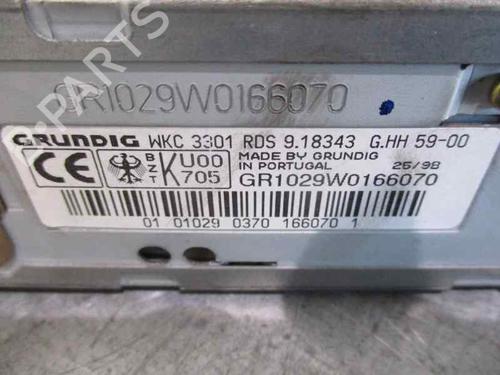 PARTS
GR1029W0166070
GRUNDIG WKC 3301 RDS 9.18343 G.HH 59-00
CE BZT KU00 705 MADE BY GRUNDIG IN PORTUGAL 25/98
GR1029W0166070
01 01029 0370 166070 1